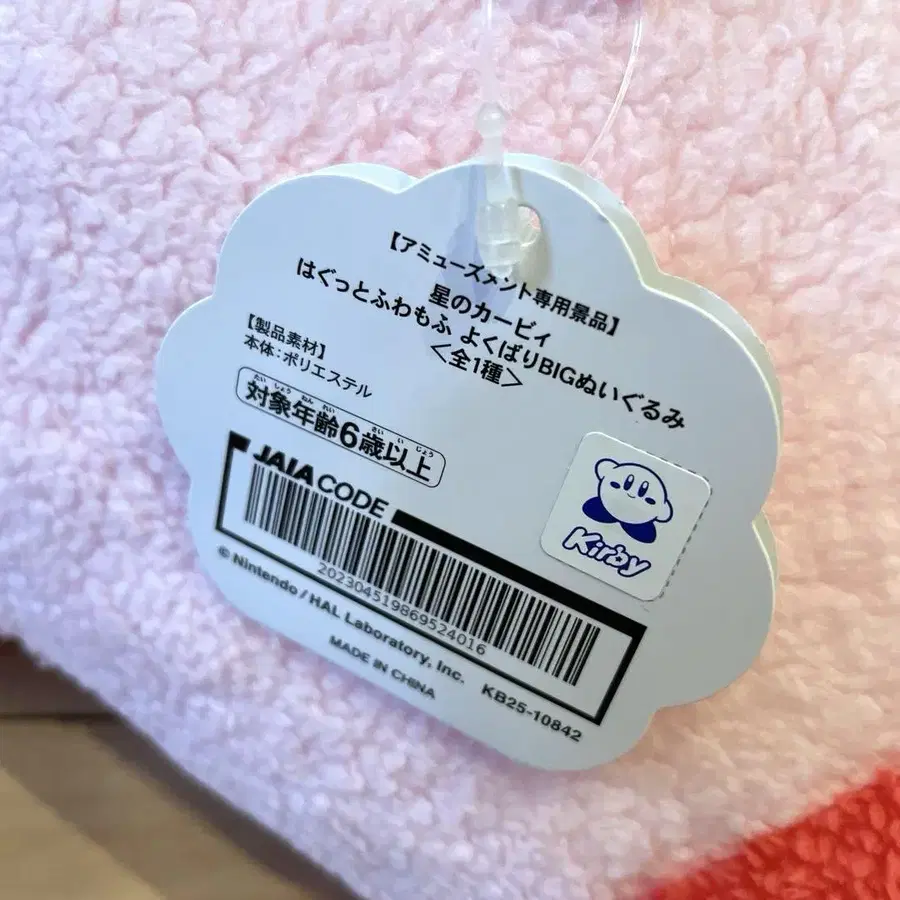 【アミューズメント専用景品】
星のカービィ
はぐっとふわもふ よくばりBIGぬいぐるみ
<全1種>
【製品素材】
本体:ポリエステル
たいしょうねんれい さい いじょう
対象年齢6歳以上
JAIA CODE
2023045198695​24016
Kirby
© Nintendo / HAL Laboratory, Inc. KB25-10842
MADE IN CHINA